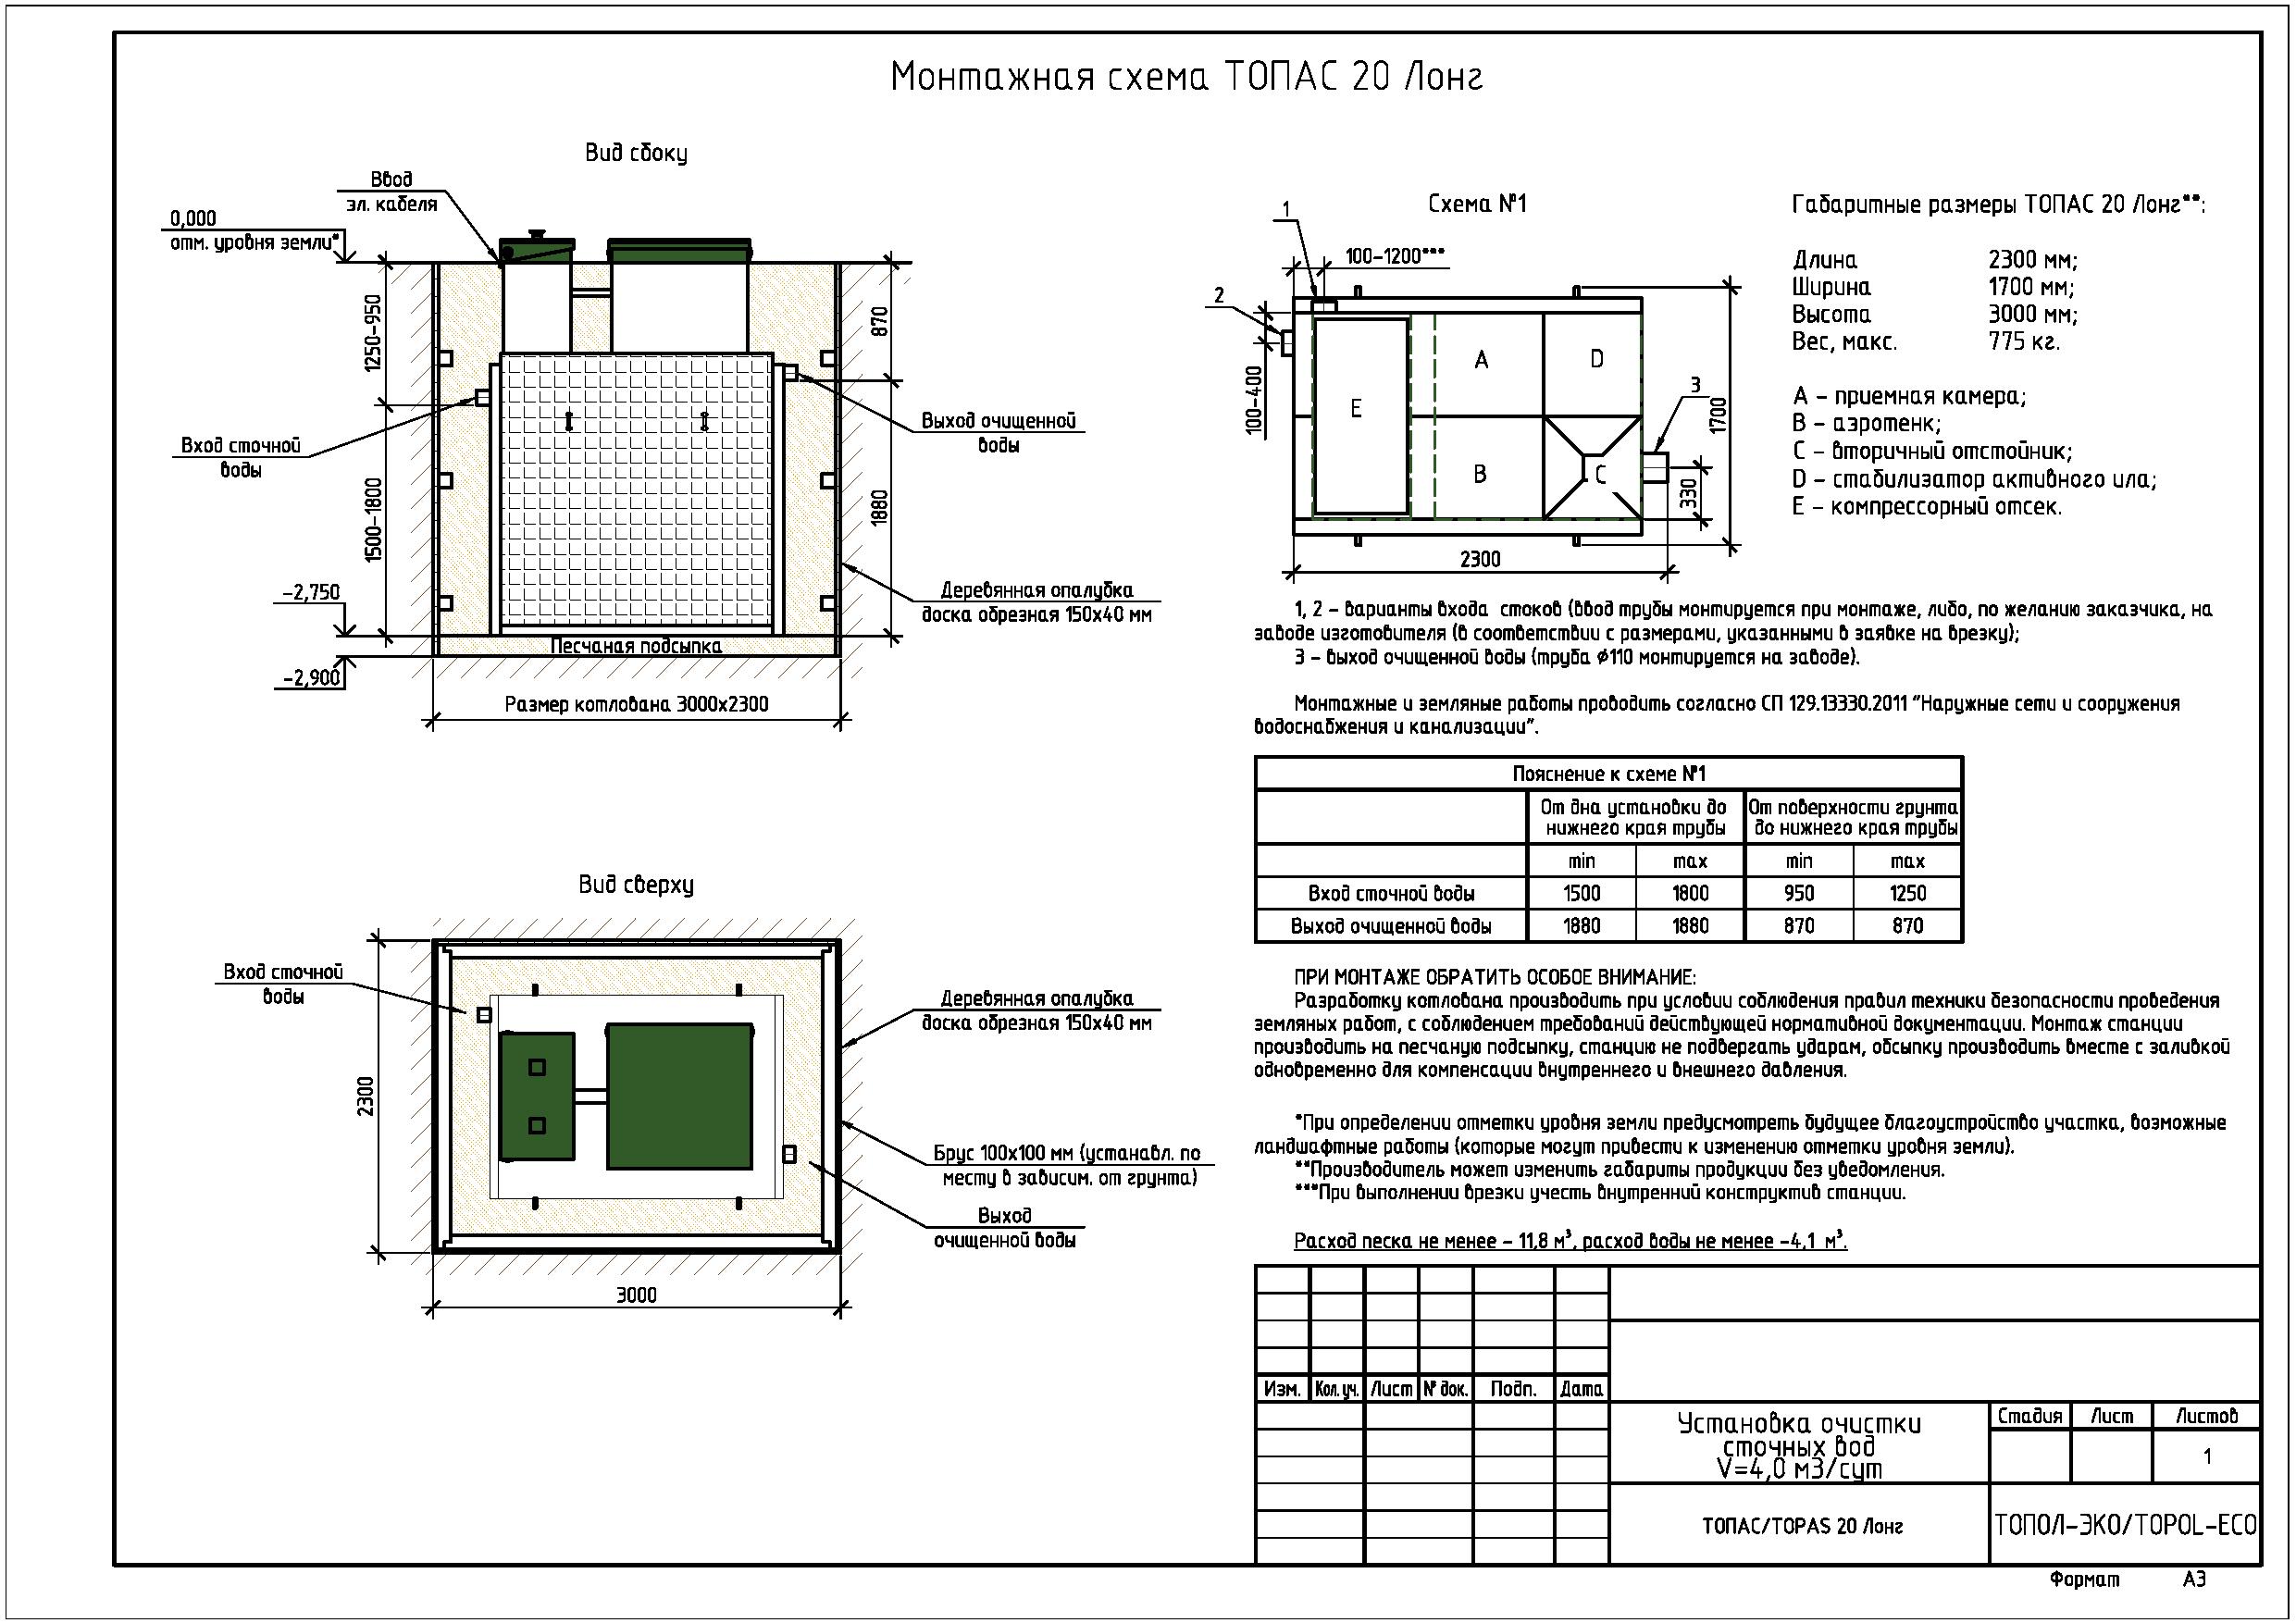 Монтажная схема ТОПАС 20 Лонг
Вид сбоку
Ввод
эл. кабеля
0,000
отм. уровня земли*
1250-950
870
Вход сточной
воды
Выход очищенной
воды
1500-1800
1880
Деревянная опалубка
доска обрезная 150х40 мм
-2,750
Песчаная подсыпка
-2,900
Размер котлована 3000х2300
Схема №1
1
100-1200***
2
100-400
A
D
E
B
C
3
1700
330
2300
Габаритные размеры ТОПАС 20 Лонг**:
Длина 2300 мм;
Ширина 1700 мм;
Высота 3000 мм;
Вес, макс. 775 кг.
A - приемная камера;
B - аэротенк;
C - вторичный отстойник;
D - стабилизатор активного ила;
E - компрессорный отсек.
1, 2 - варианты входа стоков (ввод трубы монтируется при монтаже, либо, по желанию заказчика, на
заводе изготовителя (в соответствии с размерами, указанными в заявке на врезку);
3 - выход очищенной воды (труба ϕ110 монтируется на заводе).
Монтажные и земляные работы проводить согласно СП 129.13330.2011 "Наружные сети и сооружения
водоснабжения и канализации".
Пояснение к схеме №1
От дна установки до нижнего края трубы От поверхности грунта до нижнего края трубы
min max min max
Вход сточной воды 1500 1800 950 1250
Выход очищенной воды 1880 1880 870 870
Вид сверху
Вход сточной
воды
2300
Деревянная опалубка
доска обрезная 150х40 мм
Брус 100х100 мм (устанавл. по
месту в зависим. от грунта)
Выход
очищенной воды
3000
ПРИ МОНТАЖЕ ОБРАТИТЬ ОСОБОЕ ВНИМАНИЕ:
Разработку котлована производить при условии соблюдения правил техники безопасности проведения
земляных работ, с соблюдением требований действующей нормативной документации. Монтаж станции
производить на песчаную подсыпку, станцию не подвергать ударам, обсыпку производить вместе с заливкой
одновременно для компенсации внутреннего и внешнего давления.
*При определении отметки уровня земли предусмотреть будущее благоустройство участка, возможные
ландшафтные работы (которые могут привести к изменению отметки уровня земли).
**Производитель может изменить габариты продукции без уведомления.
***При выполнении врезки учесть внутренний конструктив станции.
Расход песка не менее - 11,8 м³, расход воды не менее -4,1 м³.
Изм. Кол. уч. Лист № док. Подп. Дата
Установка очистки
сточных вод
V=4,0 м3/сут
Стадия Лист Листов
1
ТОПАС/TOPAS 20 Лонг
ТОПОЛ-ЭКО/TOPOL-ECO
Формат А3